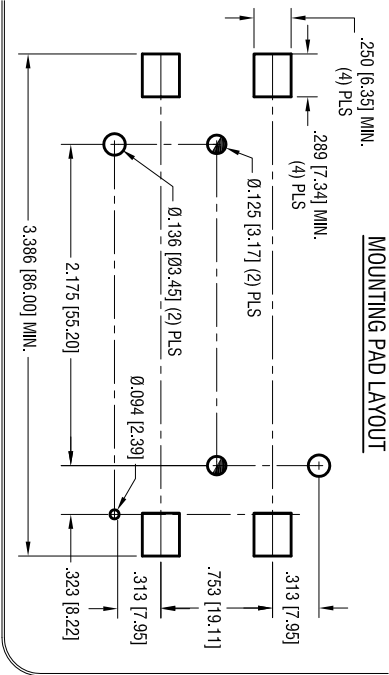 MOUNTING PAD LAYOUT
.250 [6.35] MIN.
(4) PLS
.289 [7.34] MIN.
(4) PLS
Ø.125 [3.17] (2) PLS
Ø.136 [Ø3.45] (2) PLS
Ø.094 [2.39]
2.175 [55.20]
3.386 [86.00] MIN.
.313 [7.95]
.753 [19.11]
.313 [7.95]
.323 [8.22]